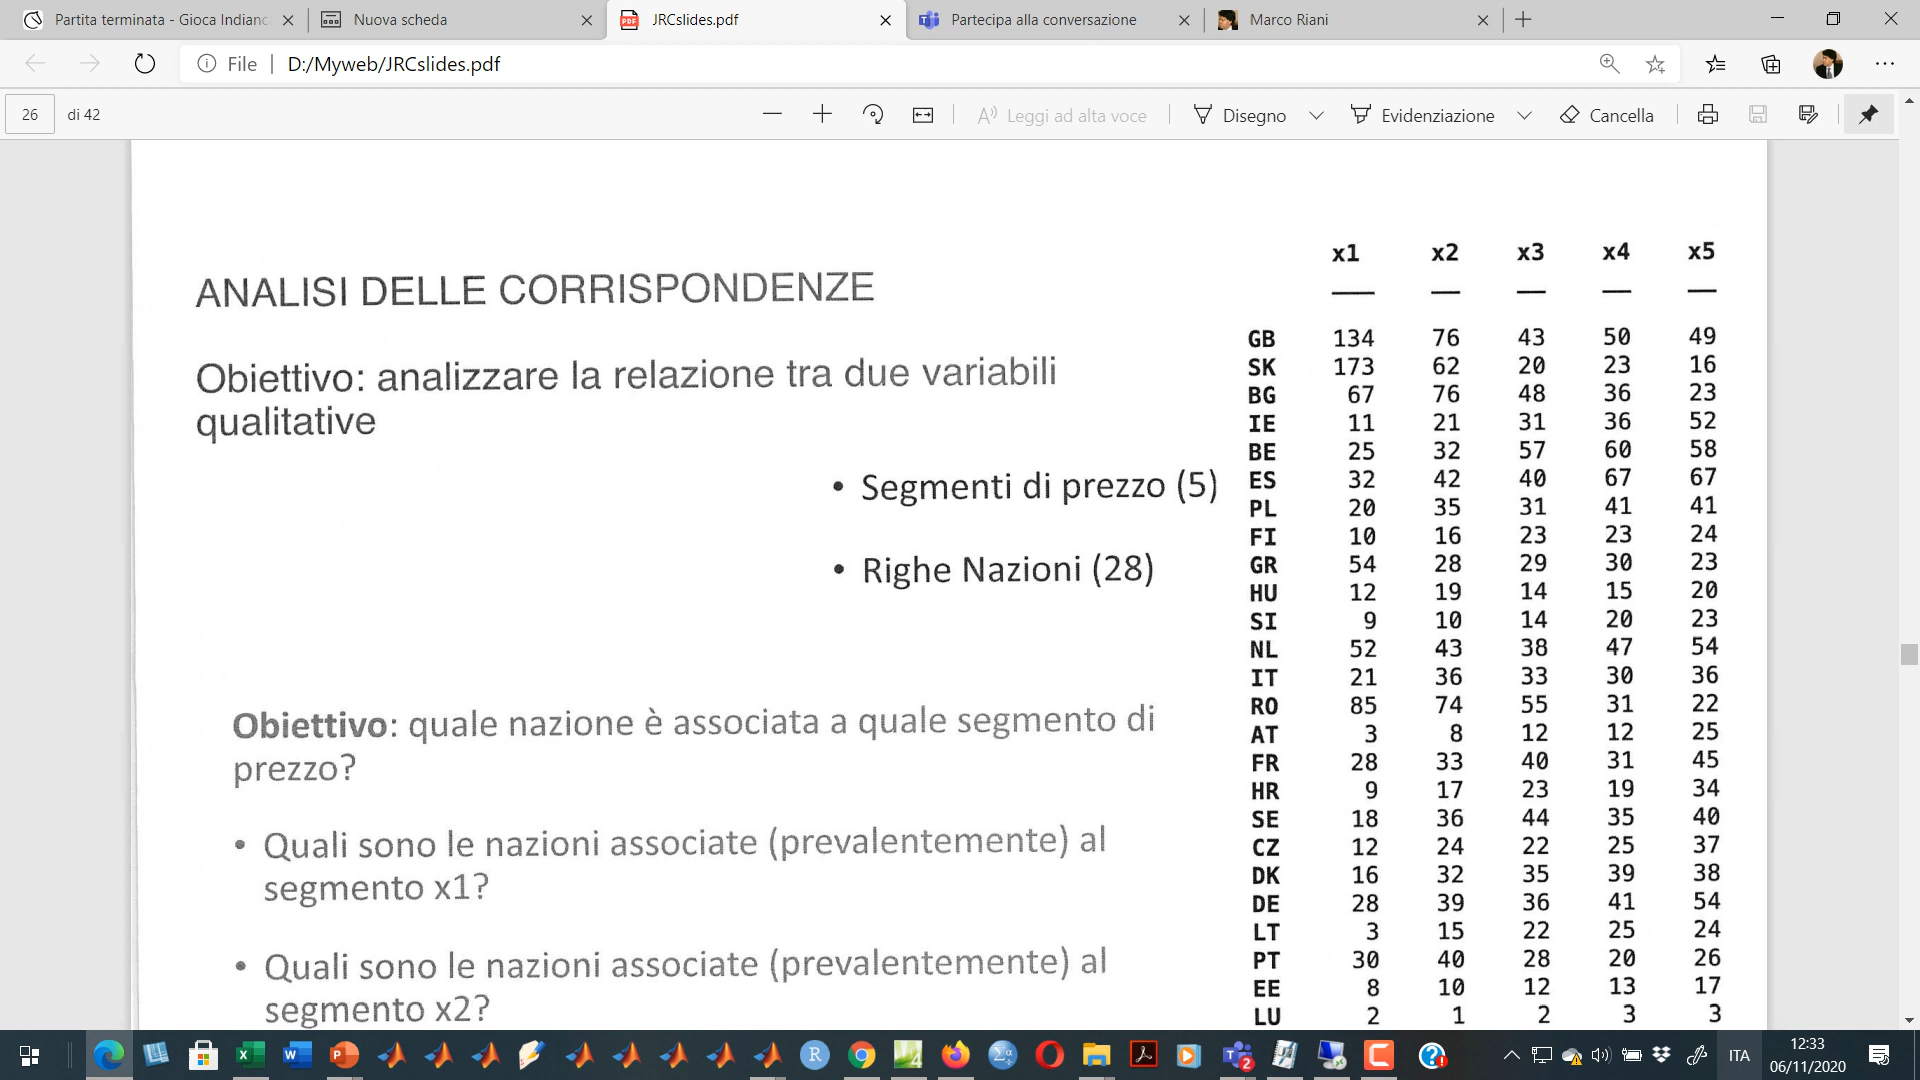 Partita terminata - Gioca Indian
Nuova scheda
JRCslides.pdf
Partecipa alla conversazione
Marco Riani
File D:/Myweb/JRCslides.pdf
26 di 42
Leggi ad alta voce
Disegno
Evidenziazione
Cancella
ANALISI DELLE CORRISPONDENZE
Obiettivo: analizzare la relazione tra due variabili
qualitative
• Segmenti di prezzo (5)
• Righe Nazioni (28)
Obiettivo: quale nazione è associata a quale segmento di
prezzo?
• Quali sono le nazioni associate (prevalentemente) al
segmento x1?
• Quali sono le nazioni associate (prevalentemente) al
segmento x2?
x1 x2 x3 x4 x5
GB 134 76 43 50 49
SK 173 62 20 23 16
BG 67 76 48 36 23
IE 11 21 31 36 52
BE 25 32 57 60 58
ES 32 42 40 67 67
PL 20 35 31 41 41
FI 10 16 23 23 24
GR 54 28 29 30 23
HU 12 19 14 15 20
SI 9 10 14 20 23
NL 52 43 38 47 54
IT 21 36 33 30 36
RO 85 74 55 31 22
AT 3 8 12 12 25
FR 28 33 40 31 45
HR 9 17 23 19 34
SE 18 36 44 35 40
CZ 12 24 22 25 37
DK 16 32 35 39 38
DE 28 39 36 41 54
LT 3 15 22 25 24
PT 30 40 28 20 26
EE 8 10 12 13 17
LU 2 1 2 3 3
ITA
12:33
06/11/2020